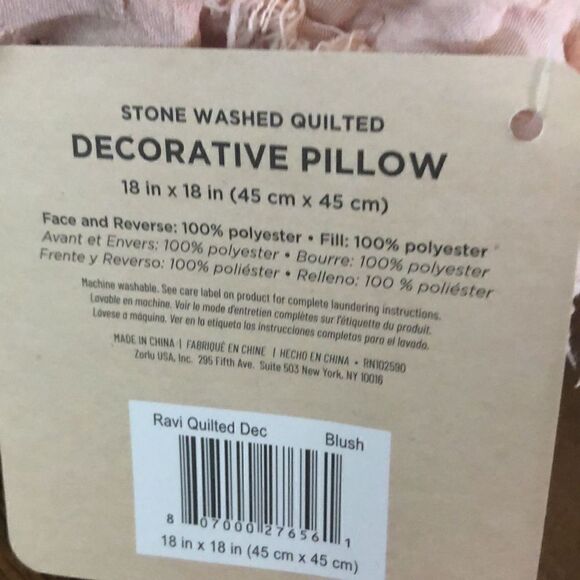 STONE WASHED QUILTED
DECORATIVE PILLOW
18 in x 18 in (45 cm x 45 cm)
Face and Reverse: 100% polyester • Fill: 100% polyester
Avant et Envers: 100% polyester • Bourre: 100% polyester
Frente y Reverso: 100% poliéster • Relleno: 100 % poliéster
Machine washable. See care label on product for complete laundering instructions.
Lavable en machine. Voir le mode d'entretien complètes sur l'étiquette du produit.
Lávese a máquina. Ver en la etiqueta las instrucciones completas para el lavado.
MADE IN CHINA | FABRIQUÉ EN CHINE | HECHO EN CHINA • RN102590
Zorlu USA, Inc. 295 Fifth Ave. Suite 503 New York, NY 10016
Ravi Quilted Dec Blush
8 07000 27656 1
18 in x 18 in (45 cm x 45 cm)